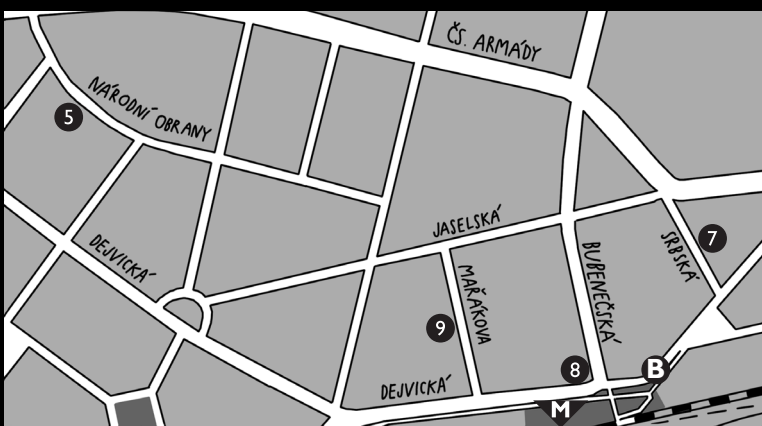 ČS. ARMÁDY
NÁRODNÍ OBRANY
5
JASELSKÁ
7
SRBSKÁ
DEJVICKÁ
BUBENEČSKÁ
MAŘÁKOVA
9
8
B
DEJVICKÁ
M